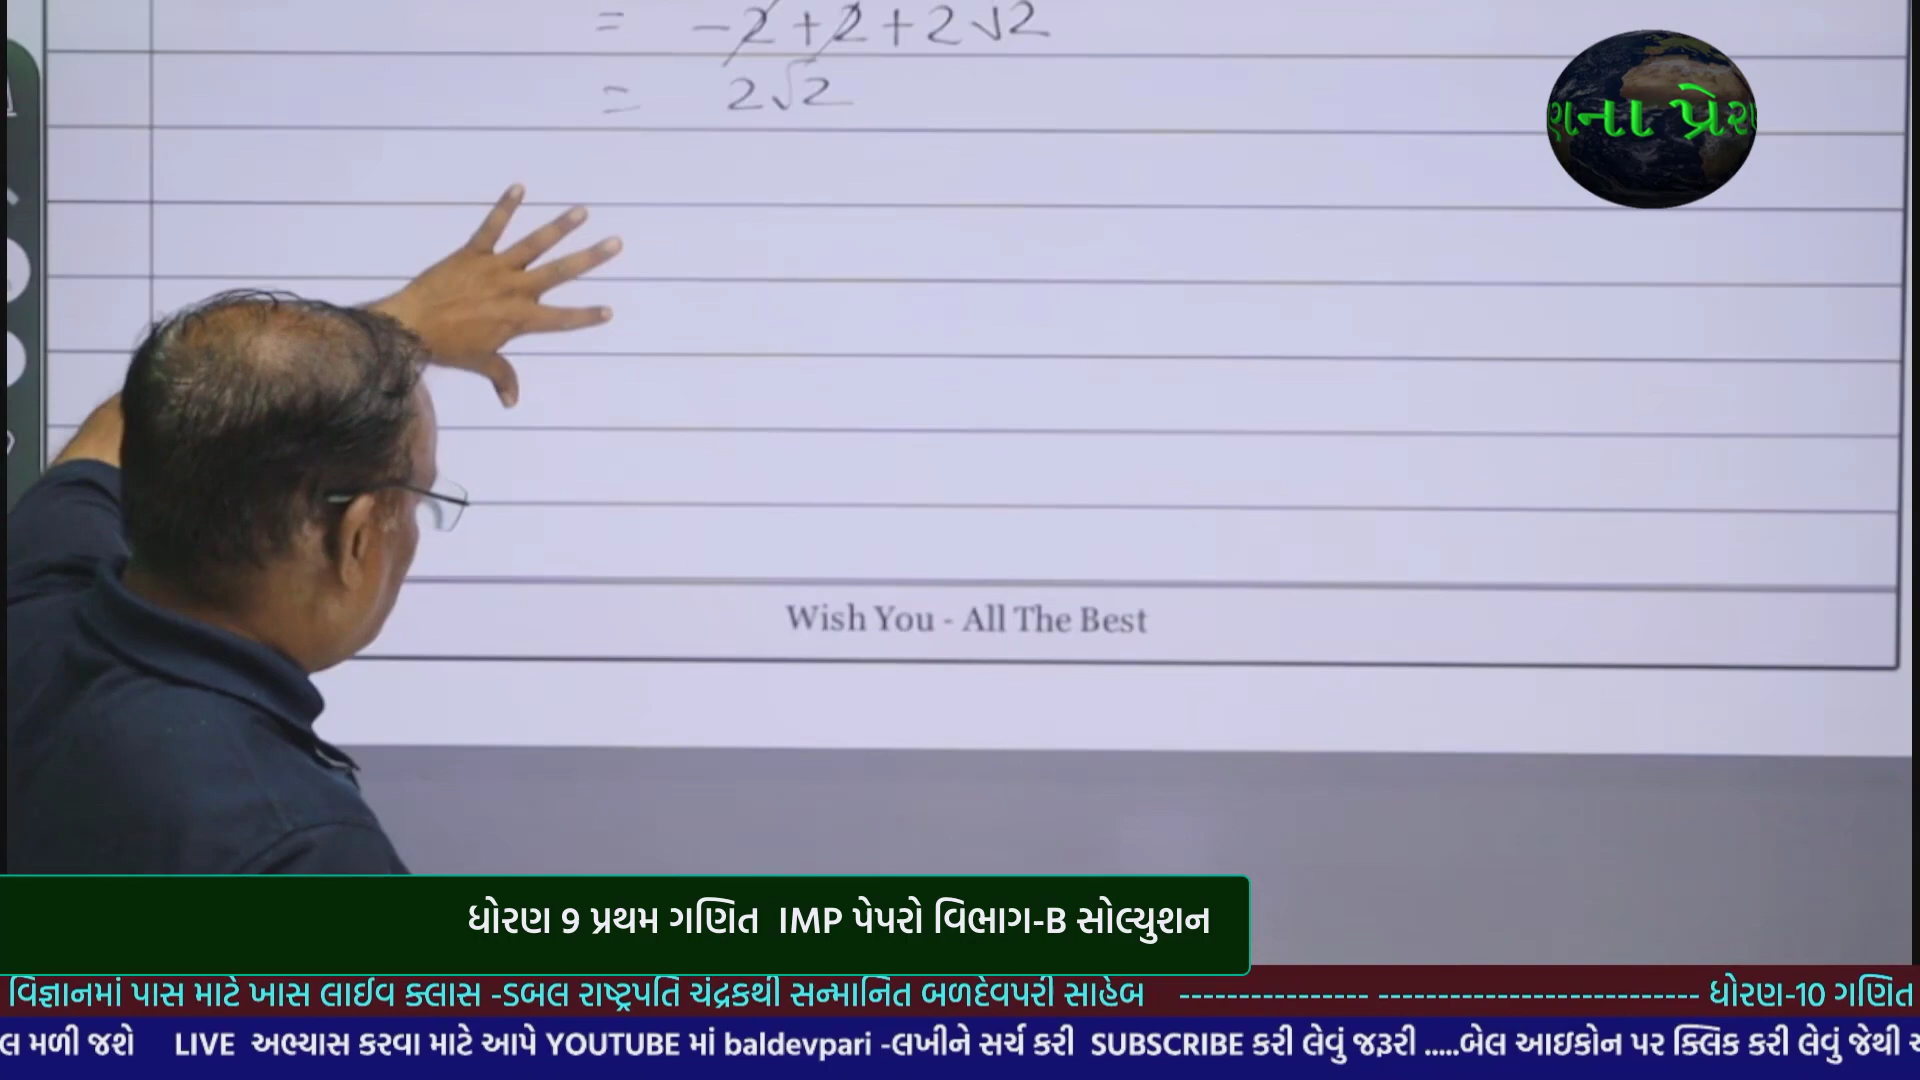 = -2 + 2 + 2√2
= 2√2
ણના પ્રેર
Wish You - All The Best
ધોરણ 9 પ્રથમ ગણિત IMP પેપરો વિભાગ-B સોલ્યુશન
વિજ્ઞાનમાં પાસ માટે ખાસ લાઈવ ક્લાસ -ડબલ રાષ્ટ્રપતિ ચંદ્રકથી સન્માનિત બળદેવપરી સાહેબ ---------------- --------------------------- ધોરણ-10 ગણિત
લ મળી જશે LIVE અભ્યાસ કરવા માટે આપે YOUTUBE માં baldevpari -લખીને સર્ચ કરી SUBSCRIBE કરી લેવું જરૂરી .....બેલ આઇકોન પર ક્લિક કરી લેવું જેથી